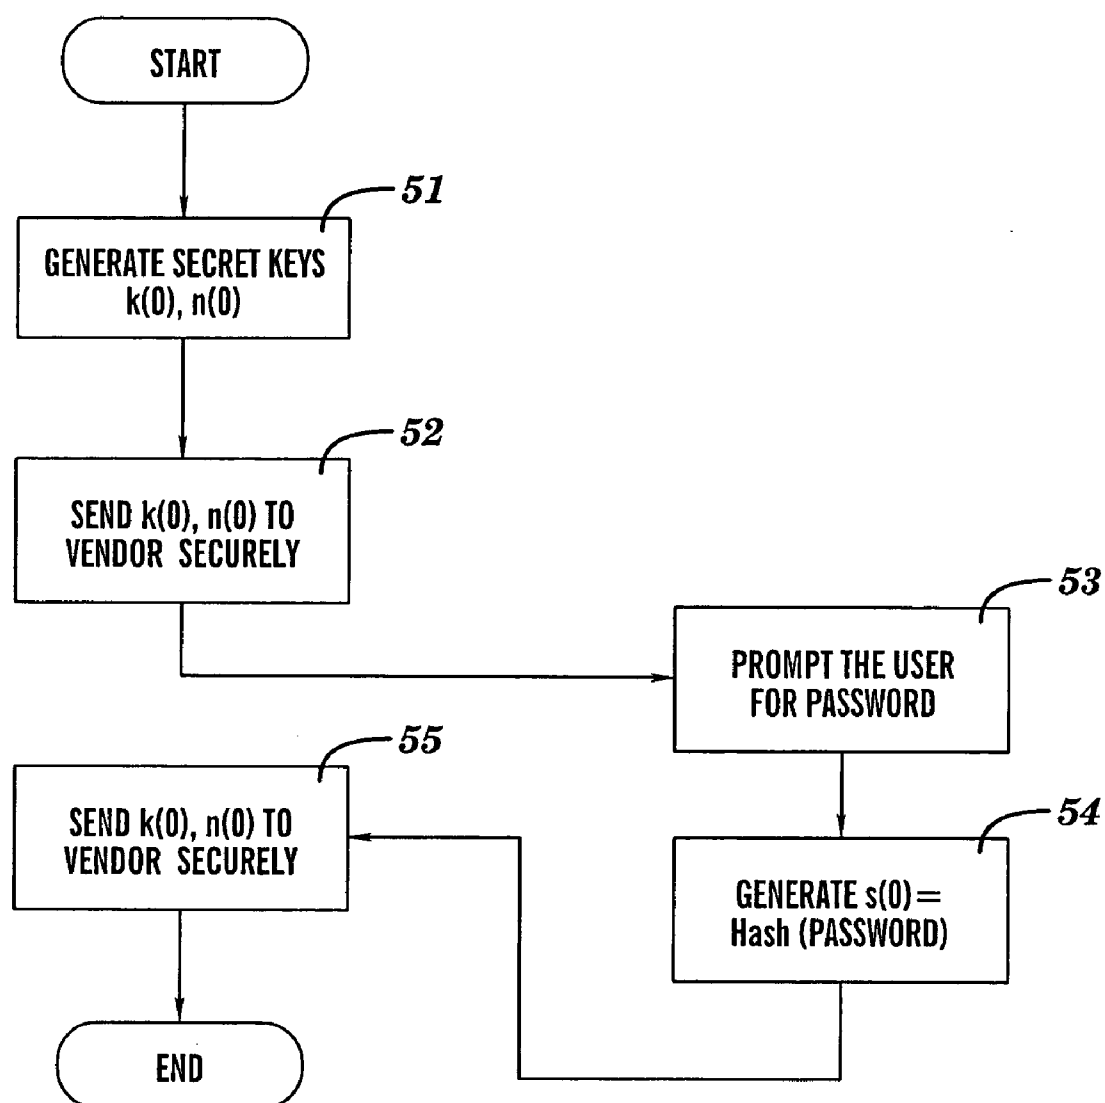 START
51
GENERATE SECRET KEYS
k(0), n(0)
52
SEND k(0), n(0) TO
VENDOR SECURELY
53
PROMPT THE USER
FOR PASSWORD
54
GENERATE s(0)=
Hash (PASSWORD)
55
SEND k(0), n(0) TO
VENDOR SECURELY
END